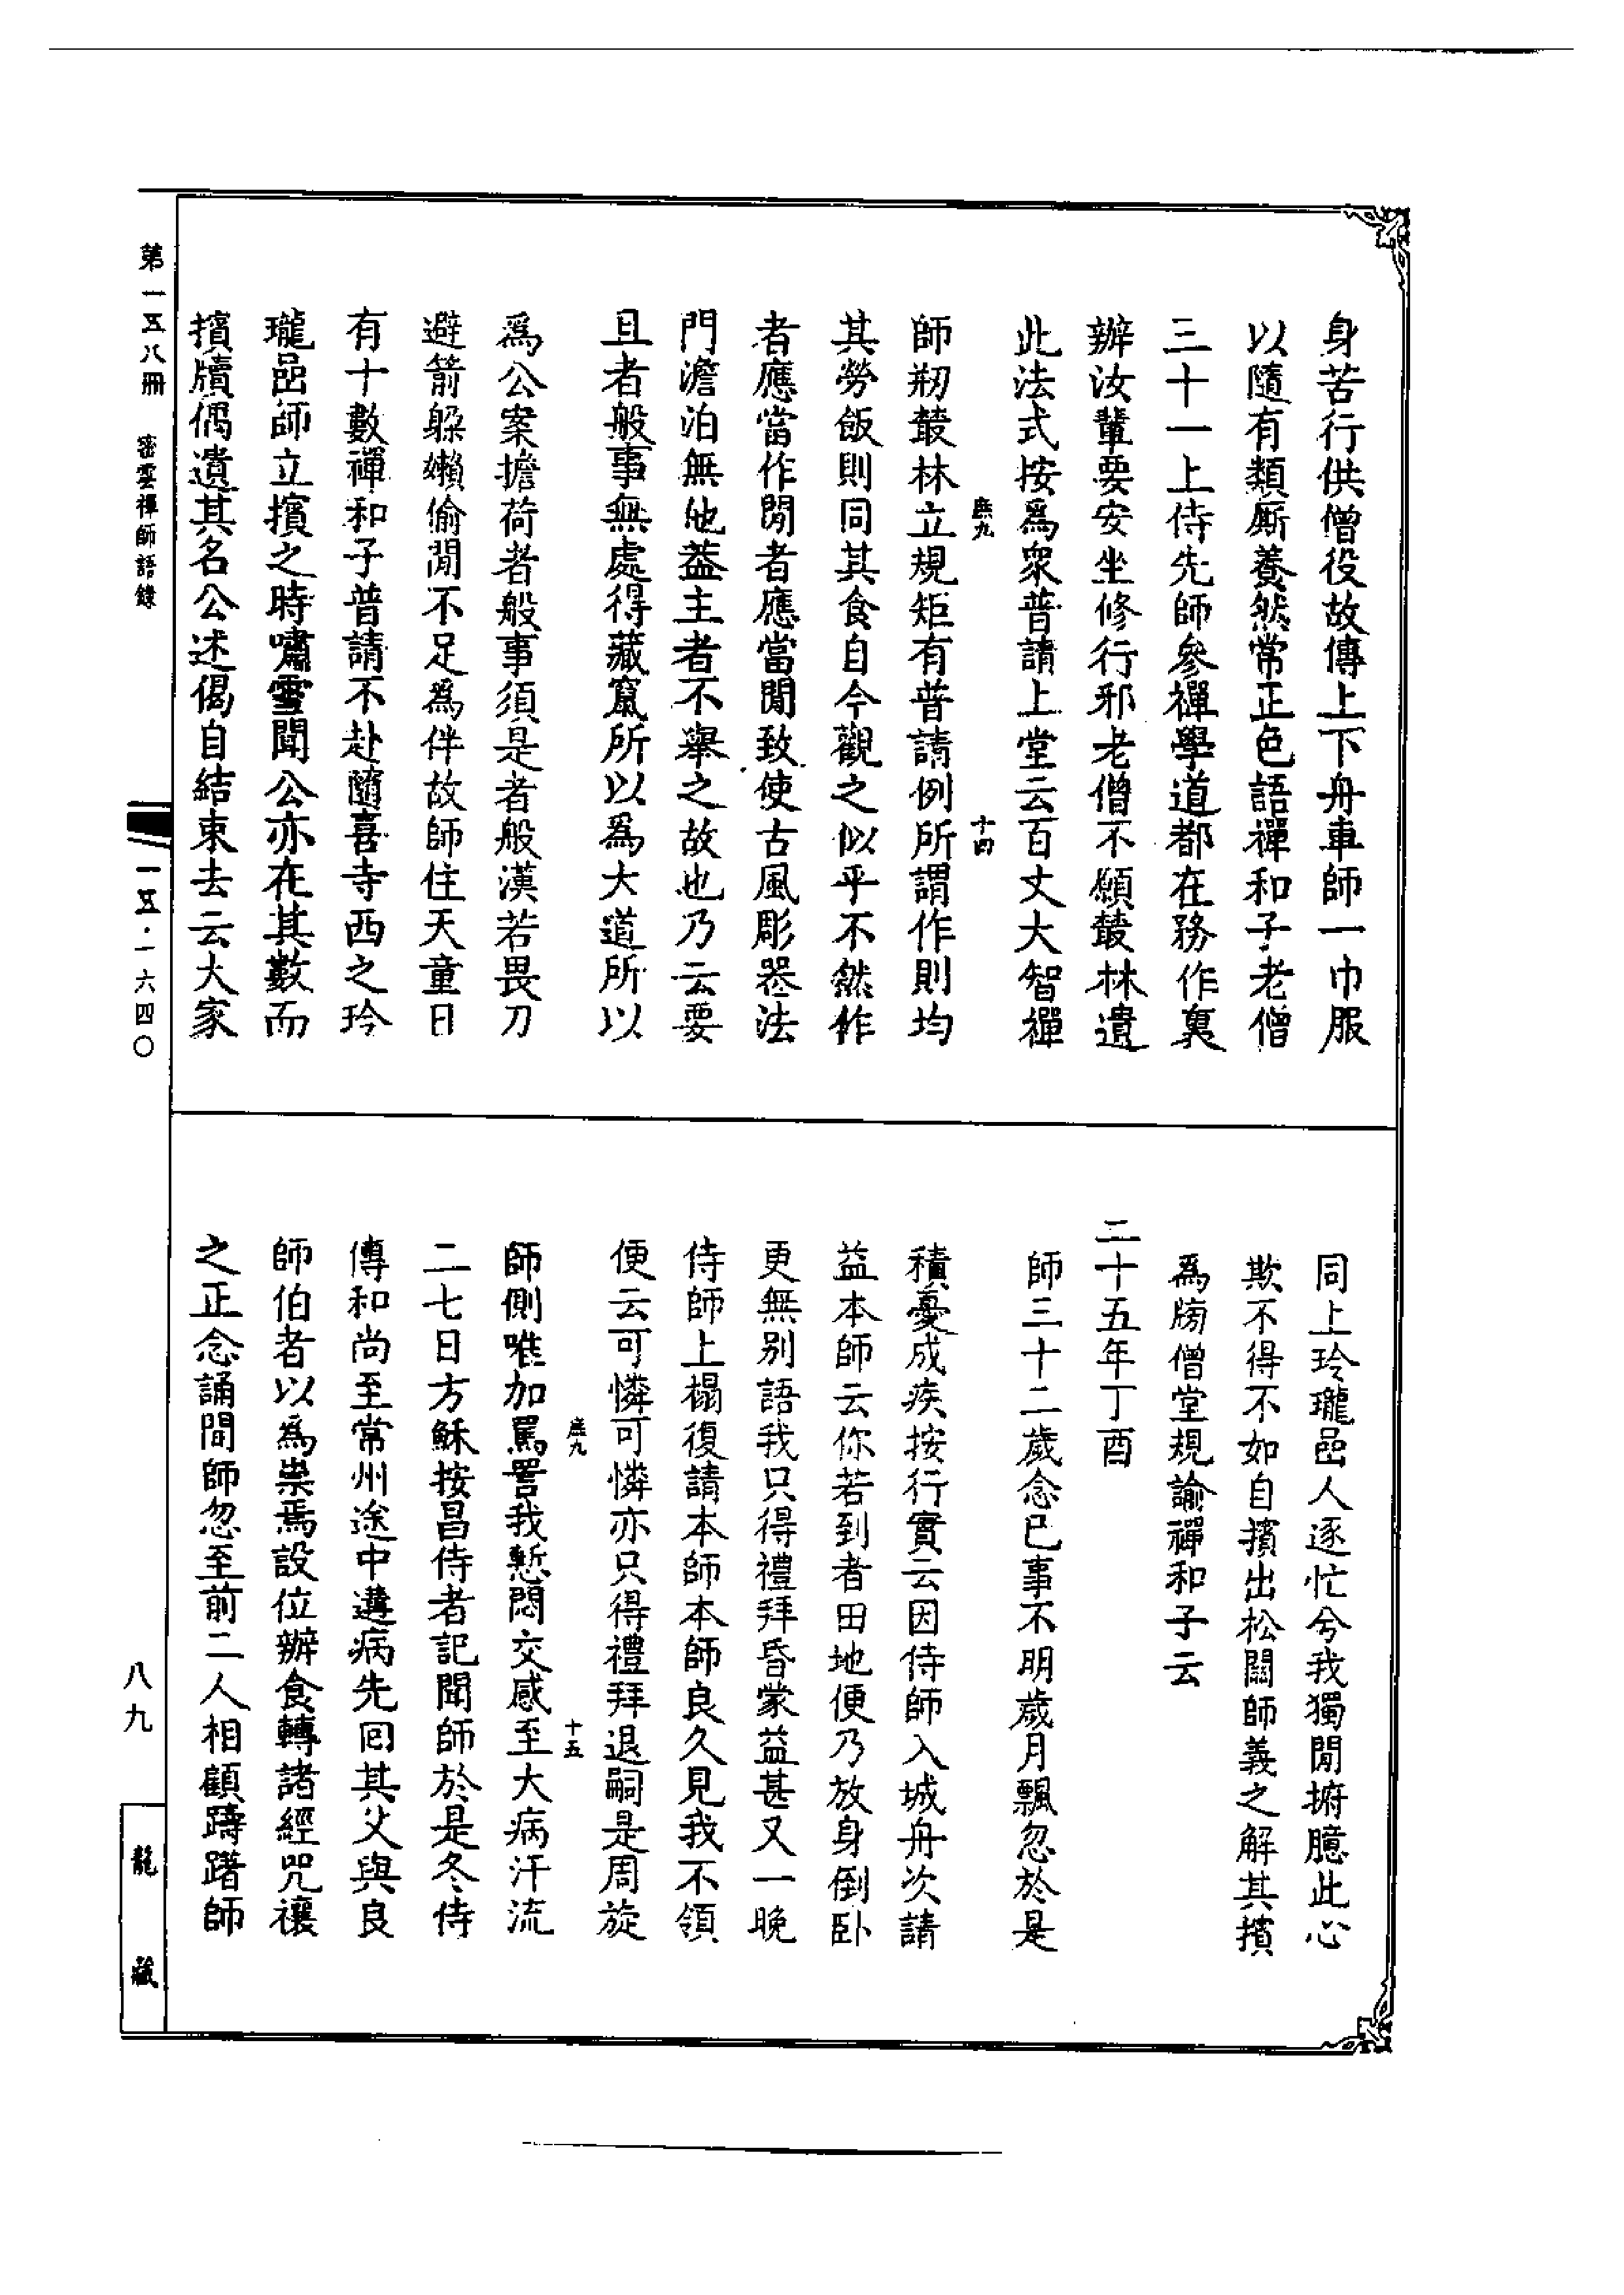 身苦行供僧役故傳上下舟車師一巾服
以隨有類厮養然常正色語禪和子老僧
三十一上侍先師參禪學道都在務作裏
辦汝輩要安坐修行邪老僧不願叢林遺
此法式按爲衆普請上堂云百丈大智禪
庶九
十四
師剏叢林立規矩有普請例所謂作則均
其勞飯則同其食自今觀之似乎不然作
者應當作閒者應當閒致使古風彫喪法
門澹泊無他葢主者不舉之故也乃云要
且者般事無處得藏竄所以爲大道所以
爲公案擔荷者般事須是者般漢若畏刀
避箭躲嬾偷閒不足爲伴故師住天童日
有十數禪和子普請不赴隨喜寺西之玲
瓏嵒師立擯之時嘯雪聞公亦在其數而
擯牘偶遺其名公述偈自結束去云大家
同上玲瓏嵒人逐忙兮我獨閒捬臆此心
欺不得不如自擯出松關師義之解其擯
爲牓僧堂規諭禪和子云
二十五年丁酉
師三十二歲念已事不明歲月飄忽於是
積憂成疾按行實云因侍師入城舟次請
益本師云你若到者田地便乃放身倒卧
更無別語我只得禮拜昏蒙益甚又一晚
侍師上榻復請本師本師良久見我不領
便云可憐可憐亦只得禮拜退嗣是周旋
庶九
十五
師側唯加罵詈我慙悶交感至大病汗流
二七日方穌按昌侍者記聞師於是冬侍
傳和尚至常州途中遘病先回其父與良
師伯者以爲祟焉設位辦食轉諸經咒禳
之正念誦間師忽至前二人相顧躊躇師
第一五八冊
密雲禪師語錄
一五·一六四〇
八九
龍藏